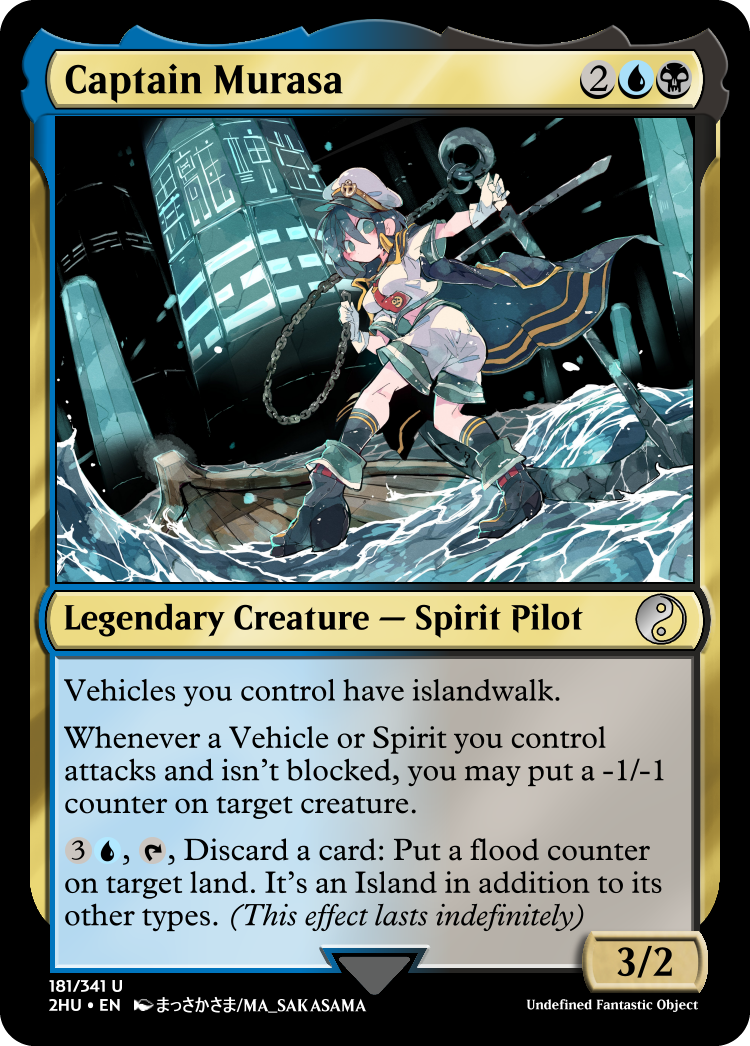 Captain Murasa 2
Legendary Creature — Spirit Pilot
Vehicles you control have islandwalk.
Whenever a Vehicle or Spirit you control
attacks and isn't blocked, you may put a -1/-1
counter on target creature.
3 , , Discard a card: Put a flood counter
on target land. It's an Island in addition to its
other types. (This effect lasts indefinitely)
3/2
181/341 U
2HU • EN まっさかさま/MA_SAKASAMA
Undefined Fantastic Object